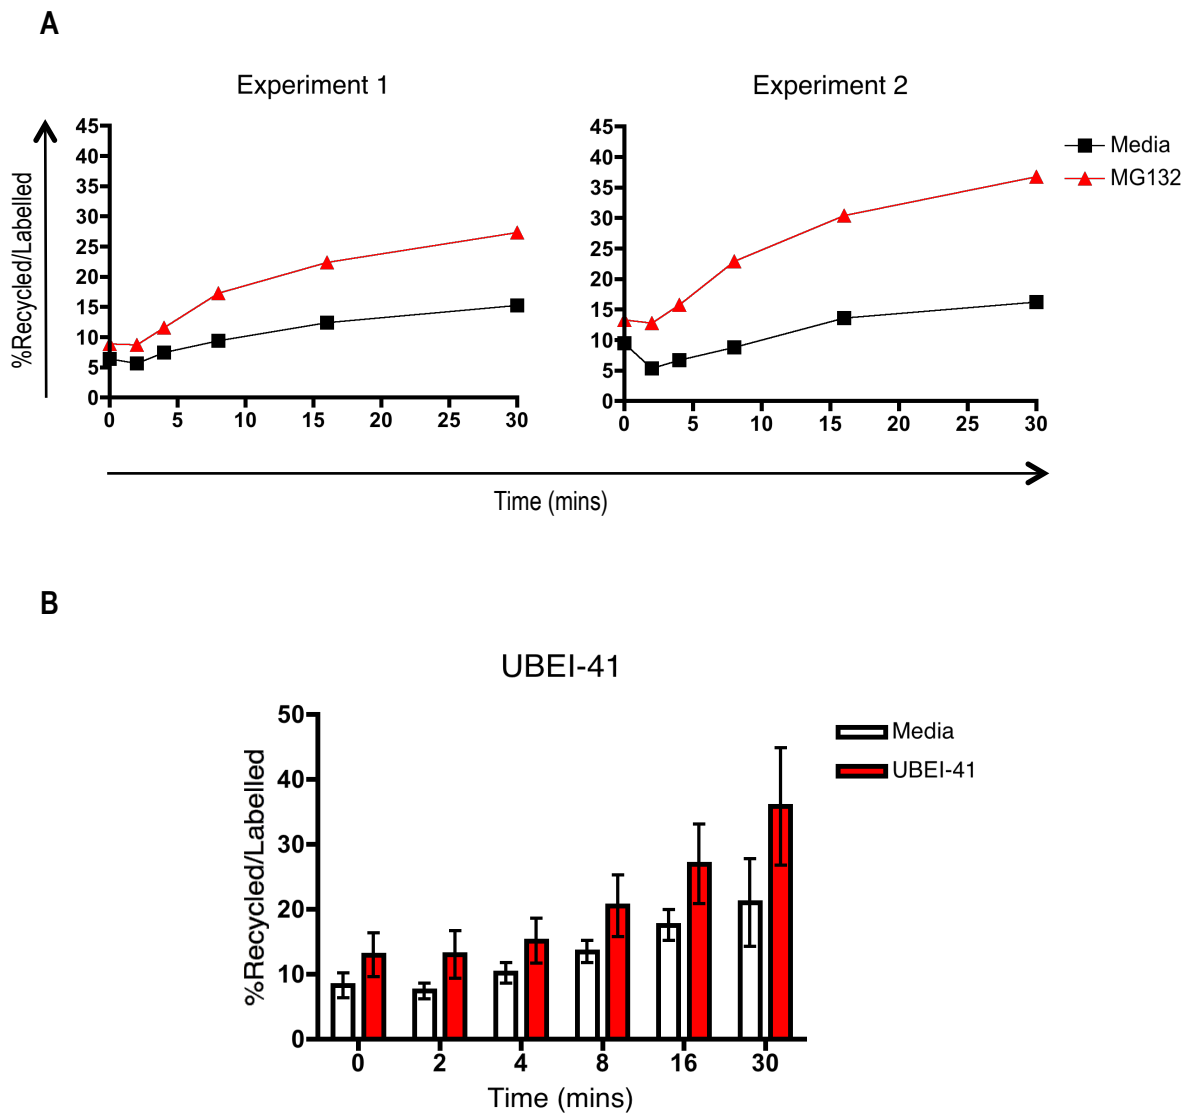 A
Experiment 1
Experiment 2
%Recycled/Labelled
45
40
35
30
25
20
15
10
5
0
0 5 10 15 20 25 30
45
40
35
30
25
20
15
10
5
0
0 5 10 15 20 25 30
Media
MG132
Time (mins)
B
UBEI-41
%Recycled/Labelled
50
40
30
20
10
0
0 2 4 8 16 30
Time (mins)
Media
UBEI-41